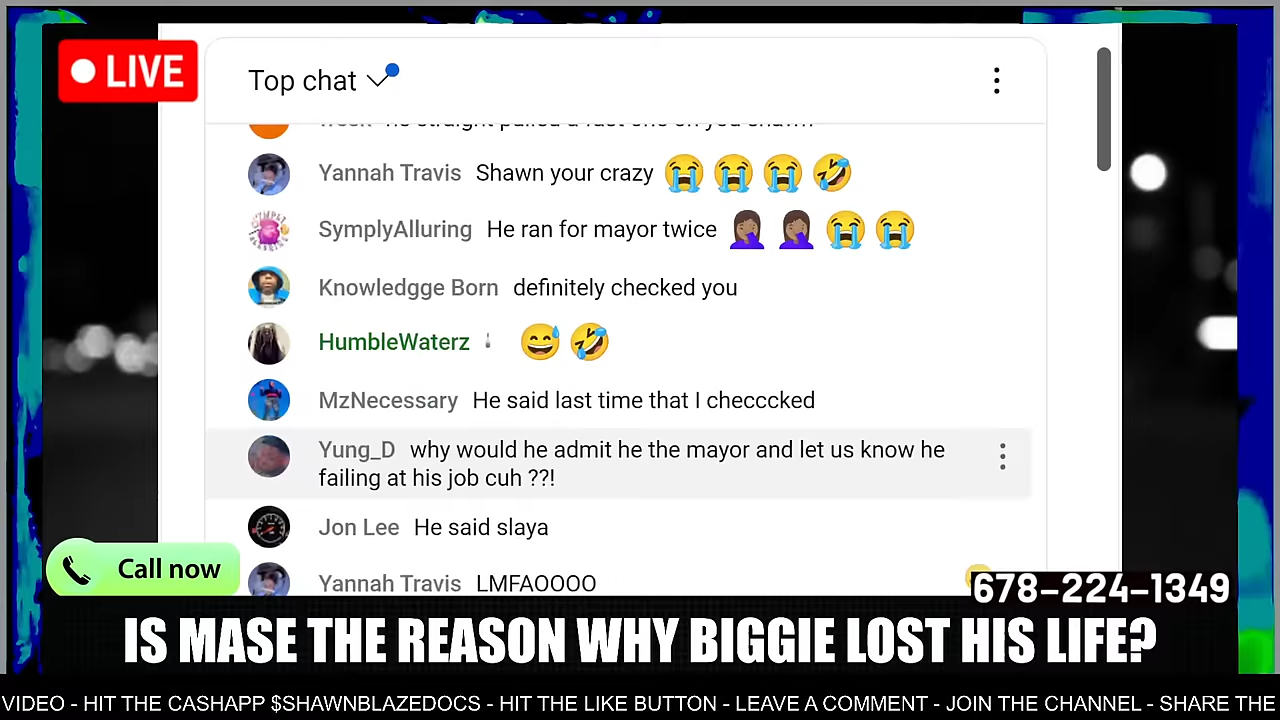 LIVE
Top chat
Yannah Travis Shawn your crazy 😭😭😭🤣
SymplyAlluring He ran for mayor twice 🤦🏽‍♀️🤦🏽‍♀️😭😭
Knowledgge Born definitely checked you
HumbleWaterz 😅🤣
MzNecessary He said last time that I checccked
Yung_D why would he admit he the mayor and let us know he
failing at his job cuh ??!
Jon Lee He said slaya
Yannah Travis LMFAOOOO
Call now
678-224-1349
IS MASE THE REASON WHY BIGGIE LOST HIS LIFE?
VIDEO - HIT THE CASHAPP $SHAWNBLAZEDOCS - HIT THE LIKE BUTTON - LEAVE A COMMENT - JOIN THE CHANNEL - SHARE THE